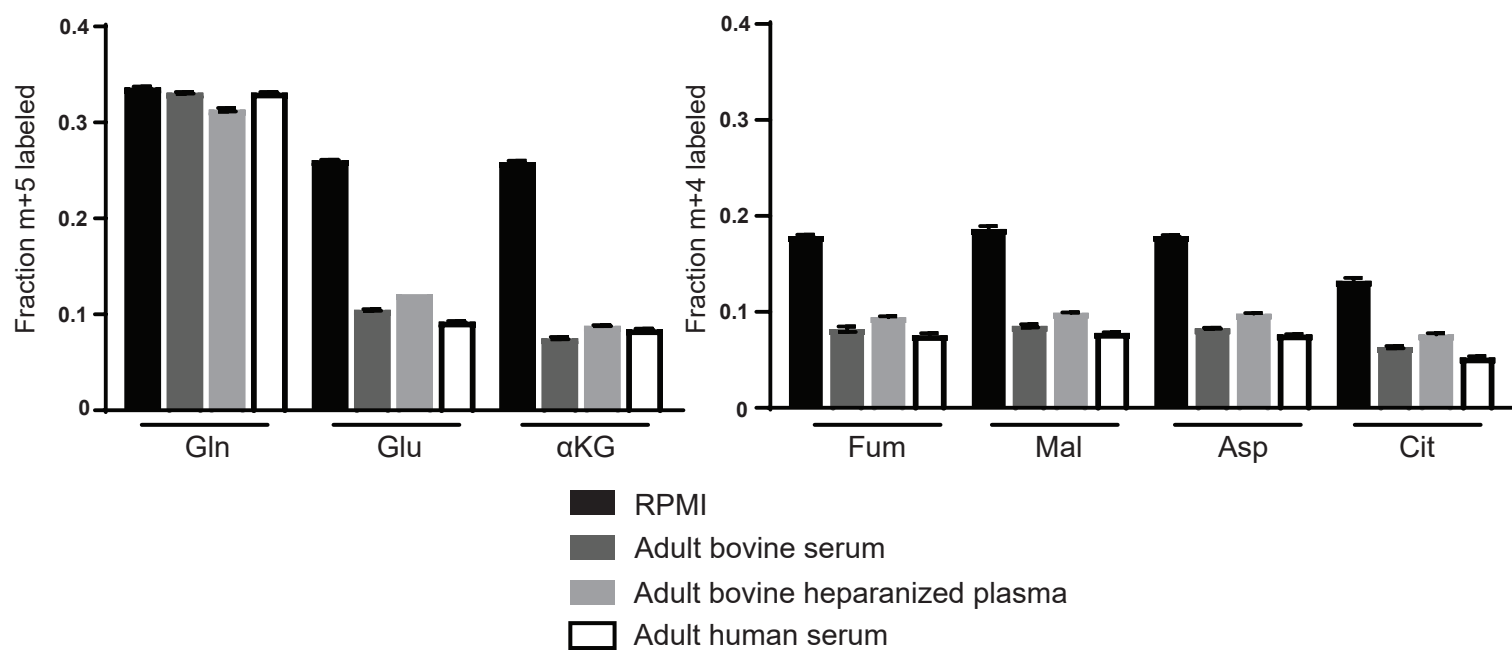 Fraction m+5 labeled
0.4
0.3
0.2
0.1
0
Gln Glu αKG
Fraction m+4 labeled
0.4
0.3
0.2
0.1
0
Fum Mal Asp Cit
RPMI
Adult bovine serum
Adult bovine heparanized plasma
Adult human serum